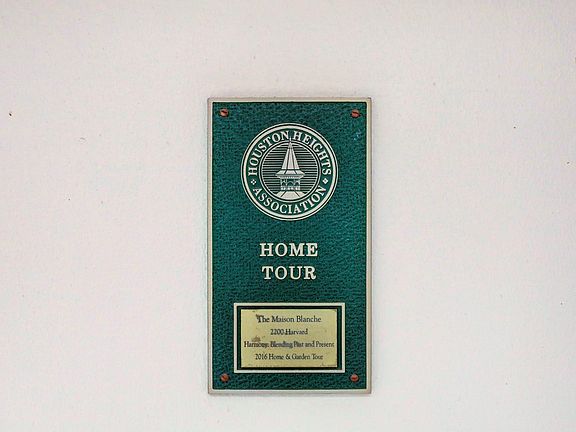 HOUSTON HEIGHTS
ASSOCIATION
HOME
TOUR
The Maison Blanche
2200 Harvard
Harmony: Blending Past and Present
2016 Home & Garden Tour